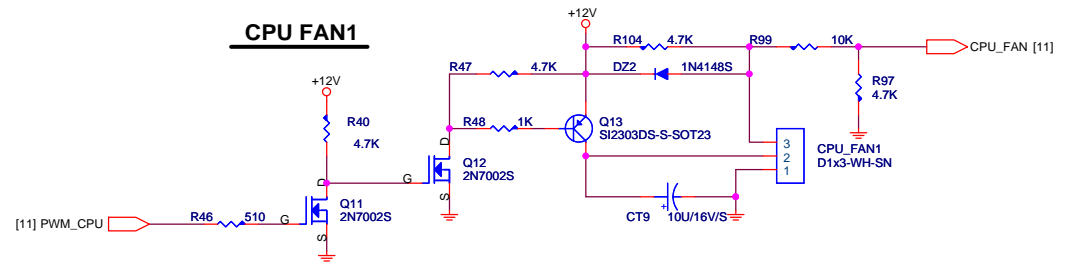 CPU FAN1
+12V
R104 4.7K R99 10K
CPU_FAN [11]
R47 4.7K
DZ2 1N4148S
R97
4.7K
+12V
R40
4.7K
R48 1K
Q13
SI2303DS-S-SOT23
D
G
S
Q12
2N7002S
3
2
1
CPU_FAN1
D1x3-WH-SN
D
G
S
Q11
2N7002S
+
CT9 10U/16V/S
[11] PWM_CPU
R46 510